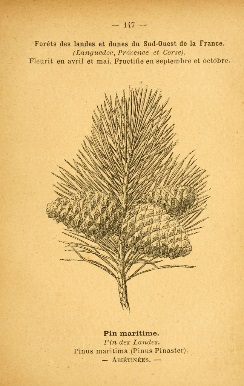 — 147 —
Forêts des landes et dunes du Sud-Ouest de la France.
(Languedoc, Provence et Corse).
Fleurit en avril et mai. Fructifie en septembre et octobre.
Pin maritime.
Pin des Landes.
Pinus maritima (Pinus Pinaster).
— Abiétinées. —